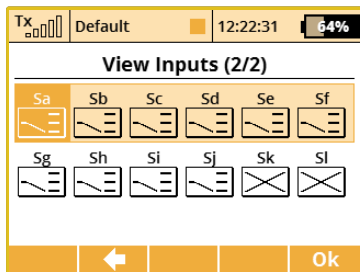 Tx Default 12:22:31 64%
View Inputs (2/2)
Sa Sb Sc Sd Se Sf
Sg Sh Si Sj Sk Sl
Ok